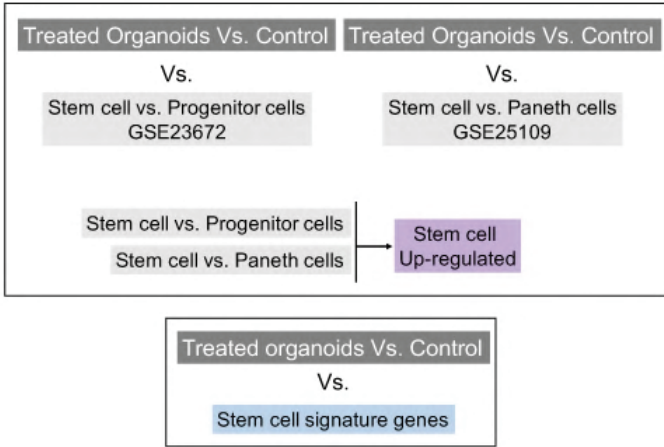 Treated Organoids Vs. Control
Vs.
Stem cell vs. Progenitor cells
GSE23672
Treated Organoids Vs. Control
Vs.
Stem cell vs. Paneth cells
GSE25109
Stem cell vs. Progenitor cells
Stem cell vs. Paneth cells
Stem cell
Up-regulated
Treated organoids Vs. Control
Vs.
Stem cell signature genes